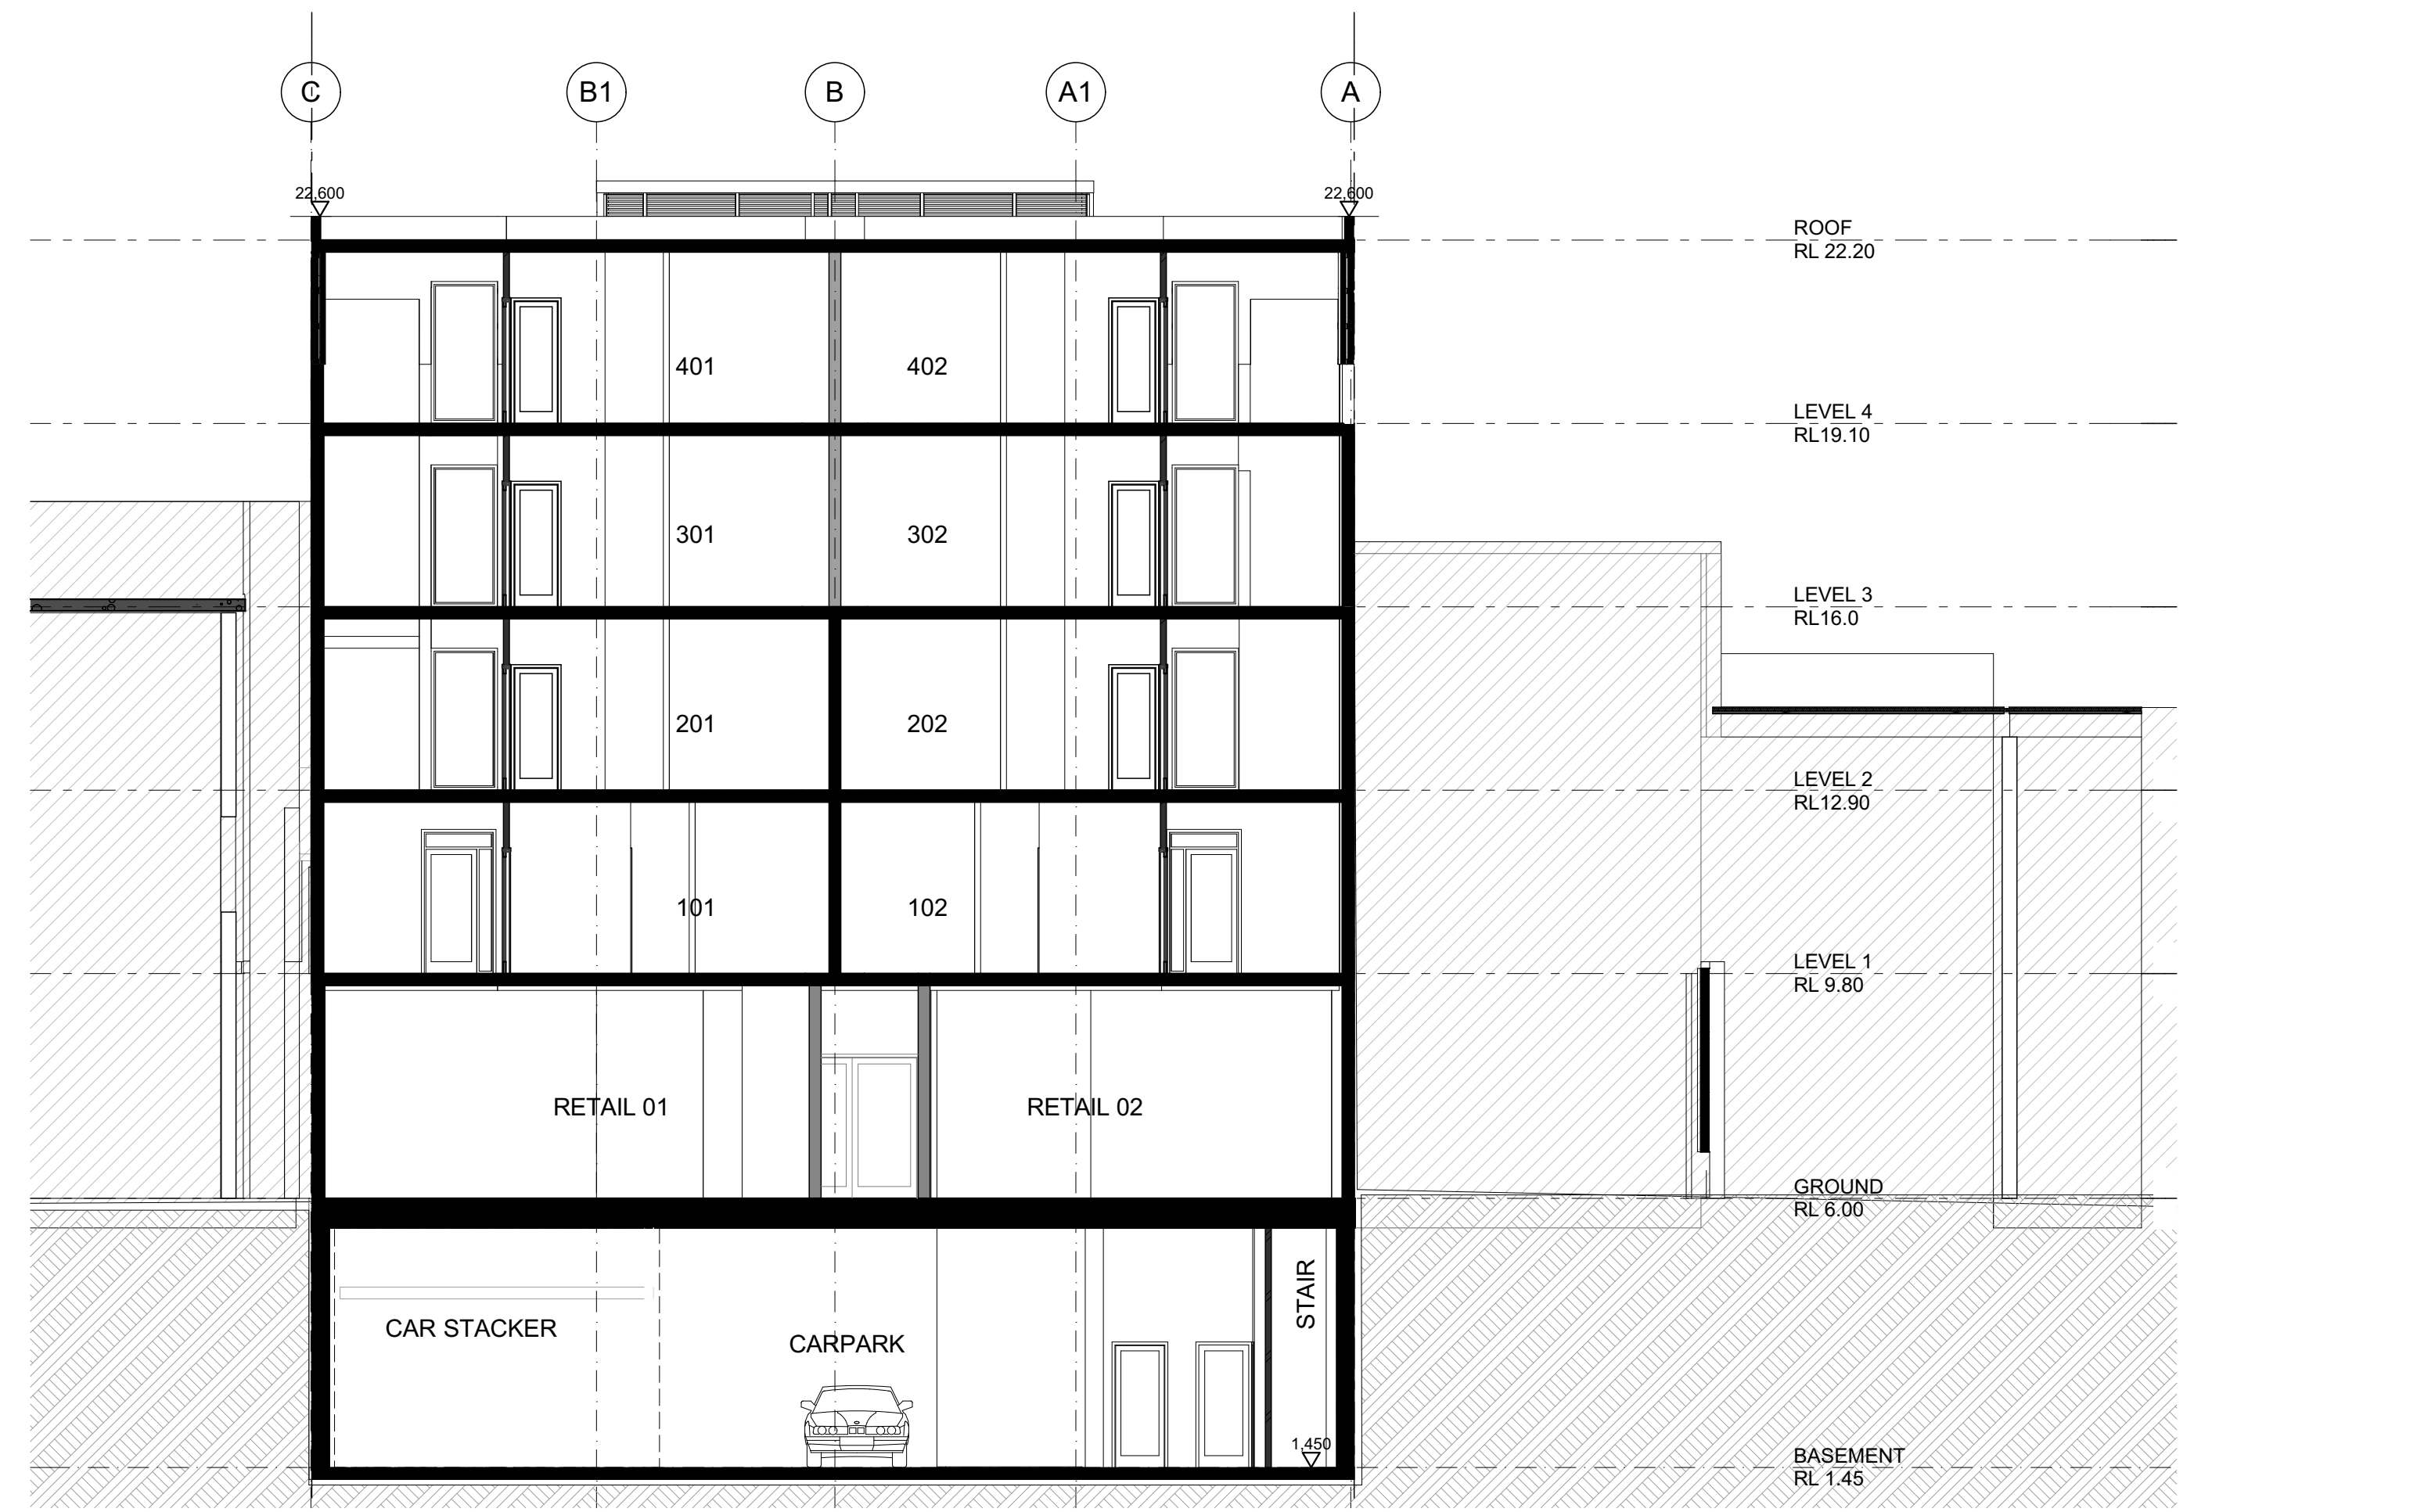 C
B1
B
A1
A
22,600
22,600
ROOF
RL 22.20
401
402
LEVEL 4
RL19.10
301
302
LEVEL 3
RL16.0
201
202
LEVEL 2
RL12.90
101
102
LEVEL 1
RL 9.80
RETAIL 01
RETAIL 02
GROUND
RL 6.00
CAR STACKER
CARPARK
STAIR
1,450
BASEMENT
RL 1.45